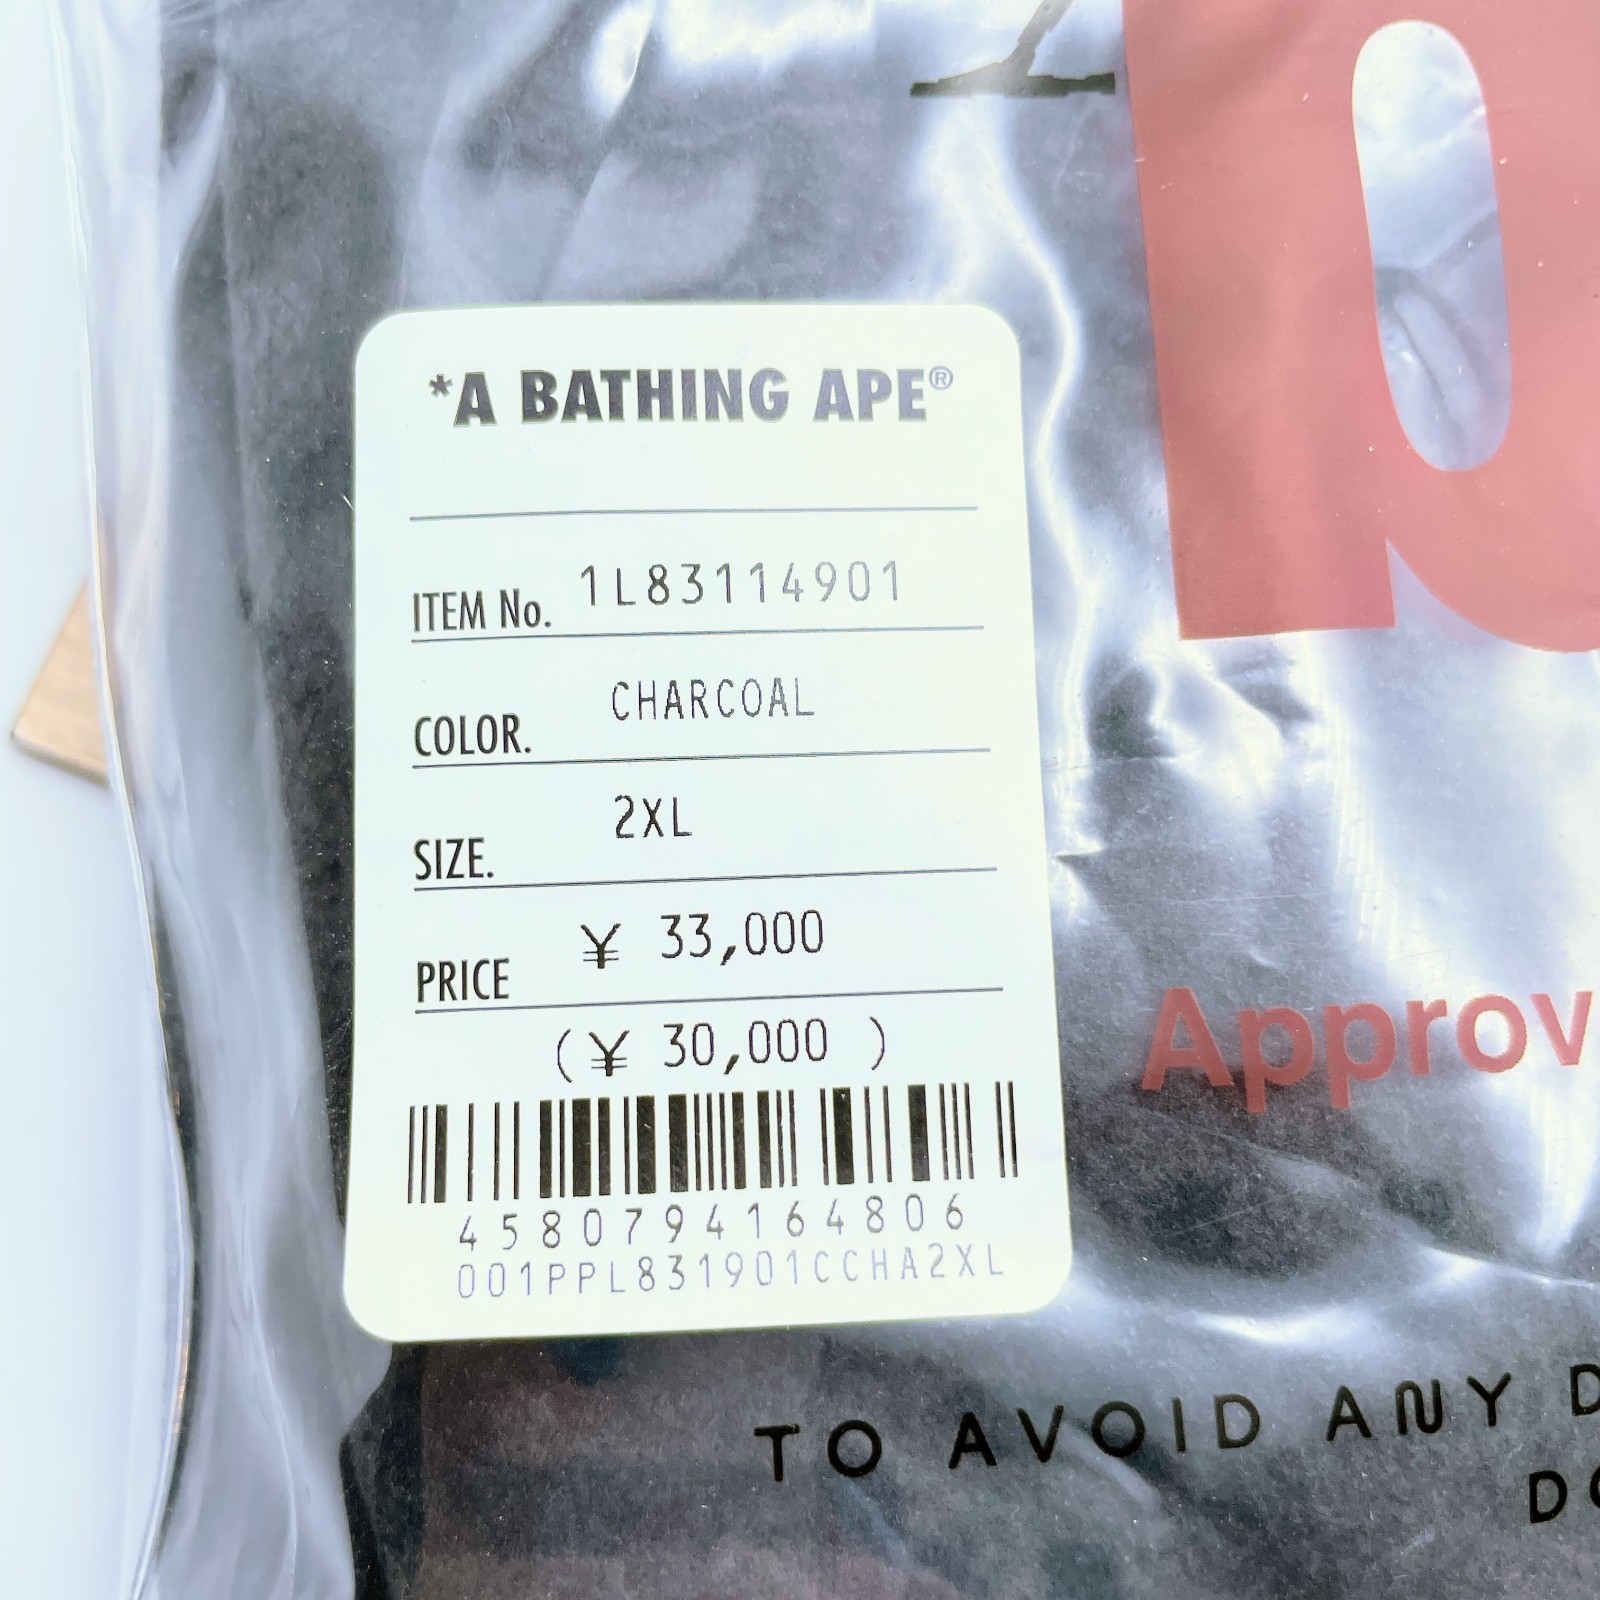 *A BATHING APE®
ITEM No. 1L83114901
COLOR. CHARCOAL
SIZE. 2XL
PRICE ¥ 33,000
(¥ 30,000 )
4580794164806
001PPL831901CCHA2XL
Approv
TO AVOID ANY D
DO